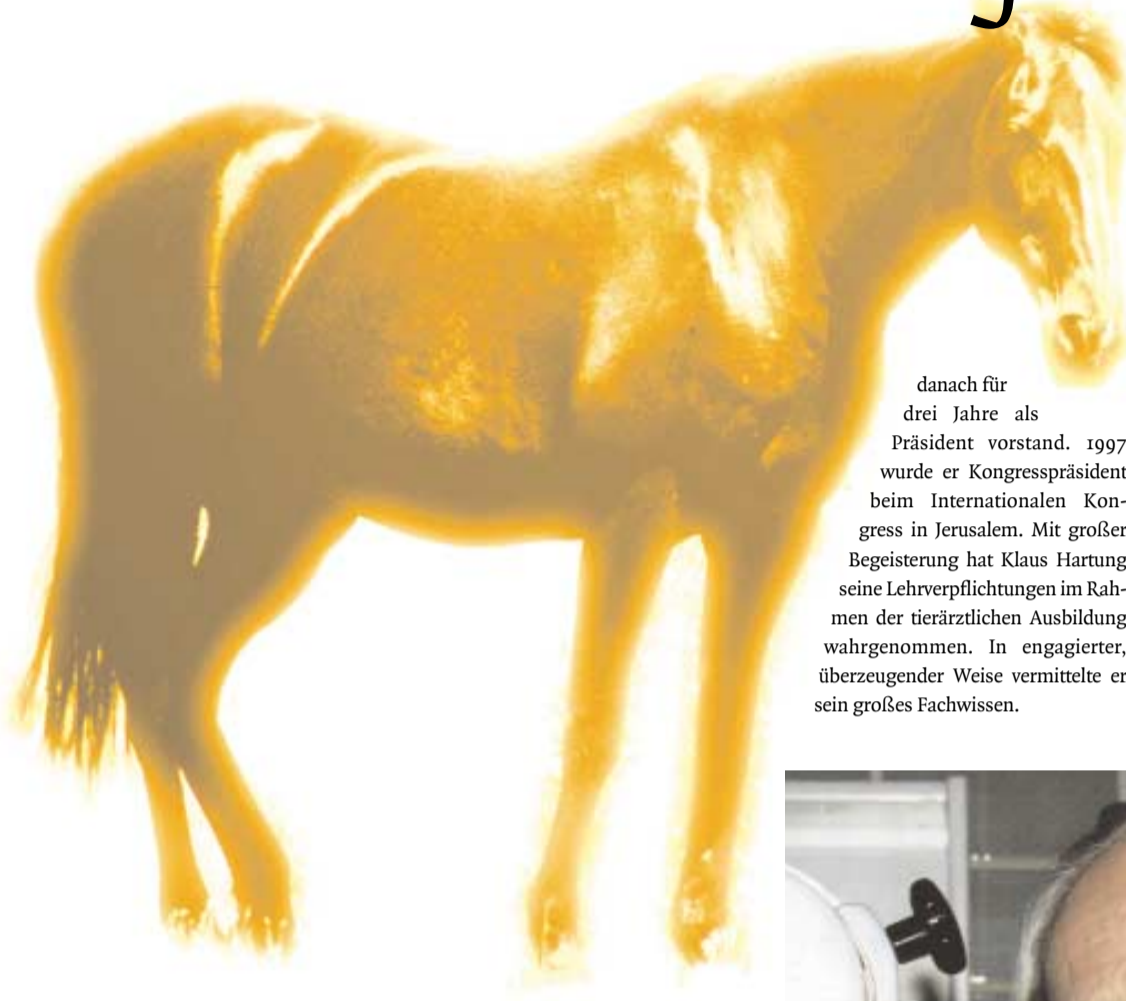 danach für
drei Jahre als
Präsident vorstand. 1997
wurde er Kongresspräsident
beim Internationalen Kon-
gress in Jerusalem. Mit großer
Begeisterung hat Klaus Hartung
seine Lehrverpflichtungen im Rah-
men der tierärztlichen Ausbildung
wahrgenommen. In engagierter,
überzeugender Weise vermittelte er
sein großes Fachwissen.